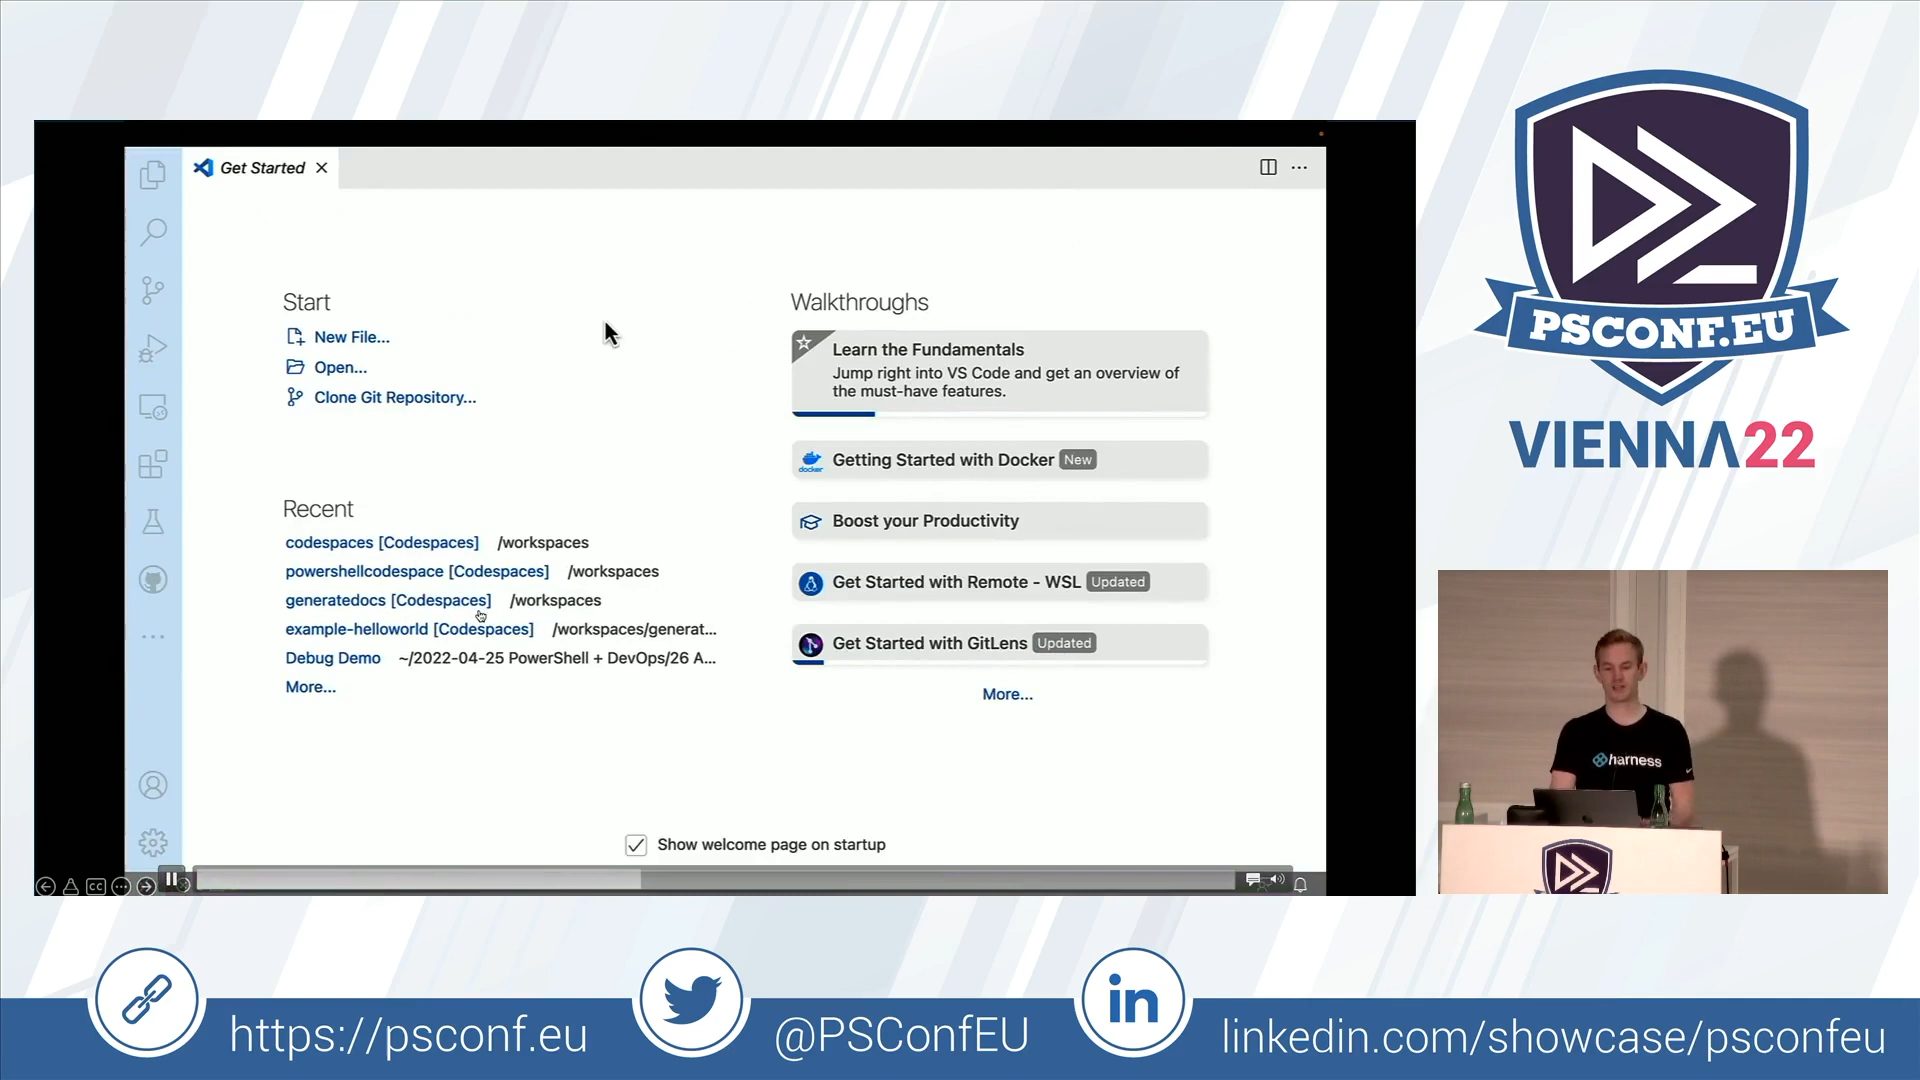 Get Started
Start
New File...
Open...
Clone Git Repository...
Recent
codespaces [Codespaces] /workspaces
powershellcodespace [Codespaces] /workspaces
generatedocs [Codespaces] /workspaces
example-helloworld [Codespaces] /workspaces/generat...
Debug Demo ~/2022-04-25 PowerShell + DevOps/26 A...
More...
Walkthroughs
Learn the Fundamentals
Jump right into VS Code and get an overview of
the must-have features.
docker
Getting Started with Docker New
Boost your Productivity
Get Started with Remote - WSL Updated
Get Started with GitLens Updated
More...
Show welcome page on startup
CC
PSCONF.EU
VIENNA22
harness
https://psconf.eu
@PSConfEU
in
linkedin.com/showcase/psconfeu